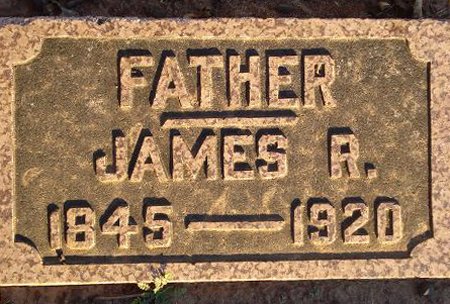 FATHER
JAMES R.
1845 — 1920